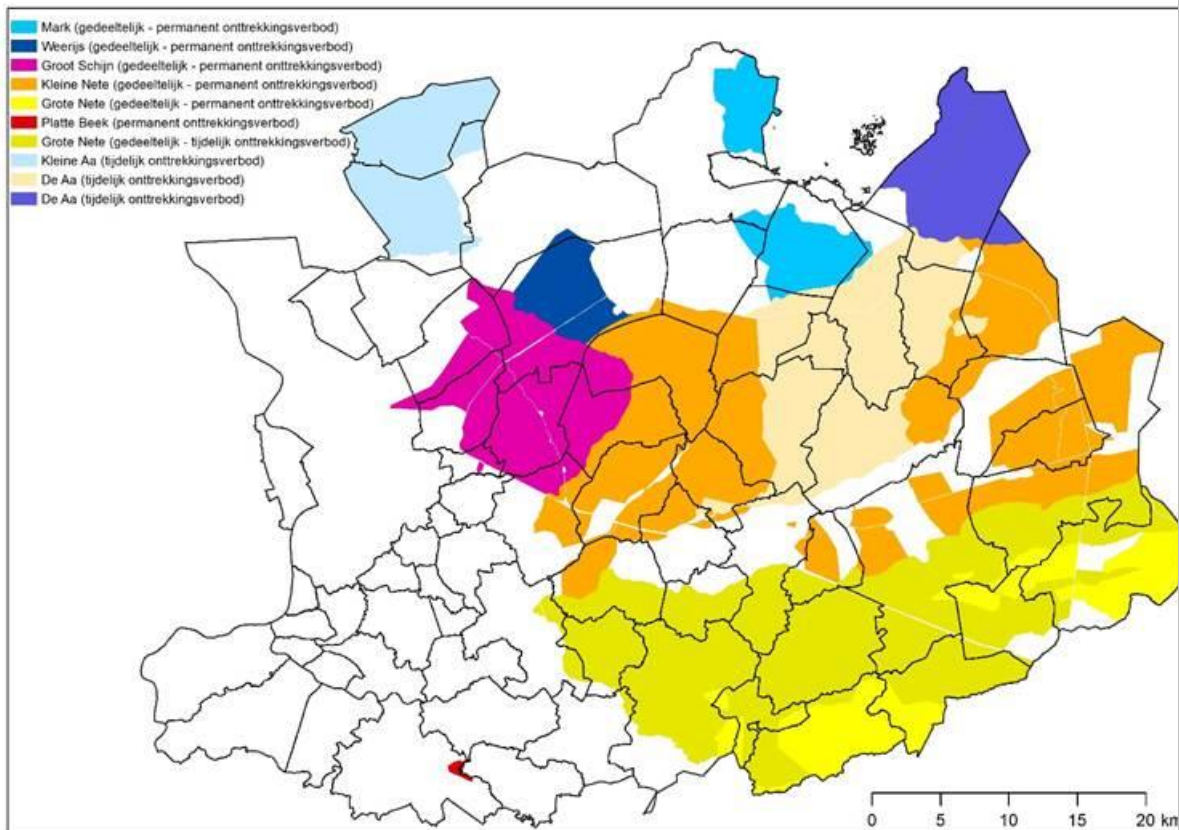 Mark (gedeeltelijk - permanent onttrekkingsverbod)
Weerijs (gedeeltelijk - permanent onttrekkingsverbod)
Groot Schijn (gedeeltelijk - permanent onttrekkingsverbod)
Kleine Nete (gedeeltelijk - permanent onttrekkingsverbod)
Grote Nete (gedeeltelijk - permanent onttrekkingsverbod)
Platte Beek (permanent onttrekkingsverbod)
Grote Nete (gedeeltelijk - tijdelijk onttrekkingsverbod)
Kleine Aa (tijdelijk onttrekkingsverbod)
De Aa (tijdelijk onttrekkingsverbod)
De Aa (tijdelijk onttrekkingsverbod)
0 5 10 15 20 km